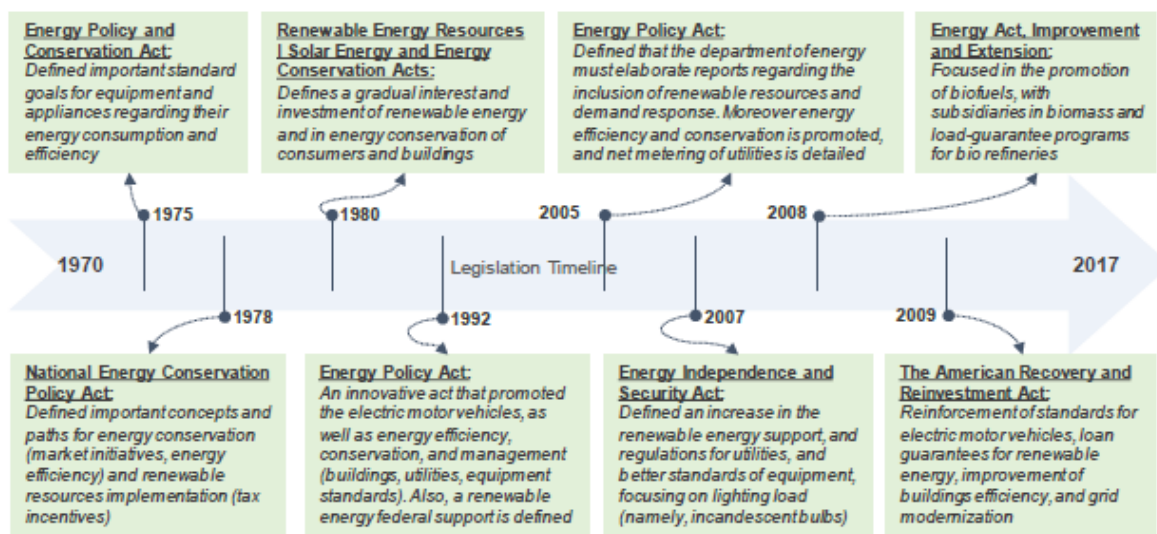 Energy Policy and
Conservation Act:
Defined important standard
goals for equipment and
appliances regarding their
energy consumption and
efficiency
Renewable Energy Resources
I Solar Energy and Energy
Conservation Acts:
Defines a gradual interest and
investment of renewable energy
and in energy conservation of
consumers and buildings
Energy Policy Act:
Defined that the department of energy
must elaborate reports regarding the
inclusion of renewable resources and
demand response. Moreover energy
efficiency and conservation is promoted,
and net metering of utilities is detailed
Energy Act, Improvement
and Extension:
Focused in the promotion
of biofuels, with
subsidiaries in biomass and
load-guarantee programs
for bio refineries
1975
1980
2005
2008
1970
Legislation Timeline
2017
1978
1992
2007
2009
National Energy Conservation
Policy Act:
Defined important concepts and
paths for energy conservation
(market initiatives, energy
efficiency) and renewable
resources implementation (tax
incentives)
Energy Policy Act:
An innovative act that promoted
the electric motor vehicles, as
well as energy efficiency,
conservation, and management
(buildings, utilities, equipment
standards). Also, a renewable
energy federal support is defined
Energy Independence and
Security Act:
Defined an increase in the
renewable energy support, and
regulations for utilities, and
better standards of equipment,
focusing on lighting load
(namely, incandescent bulbs)
The American Recovery and
Reinvestment Act:
Reinforcement of standards for
electric motor vehicles, loan
guarantees for renewable
energy, improvement of
buildings efficiency, and grid
modernization